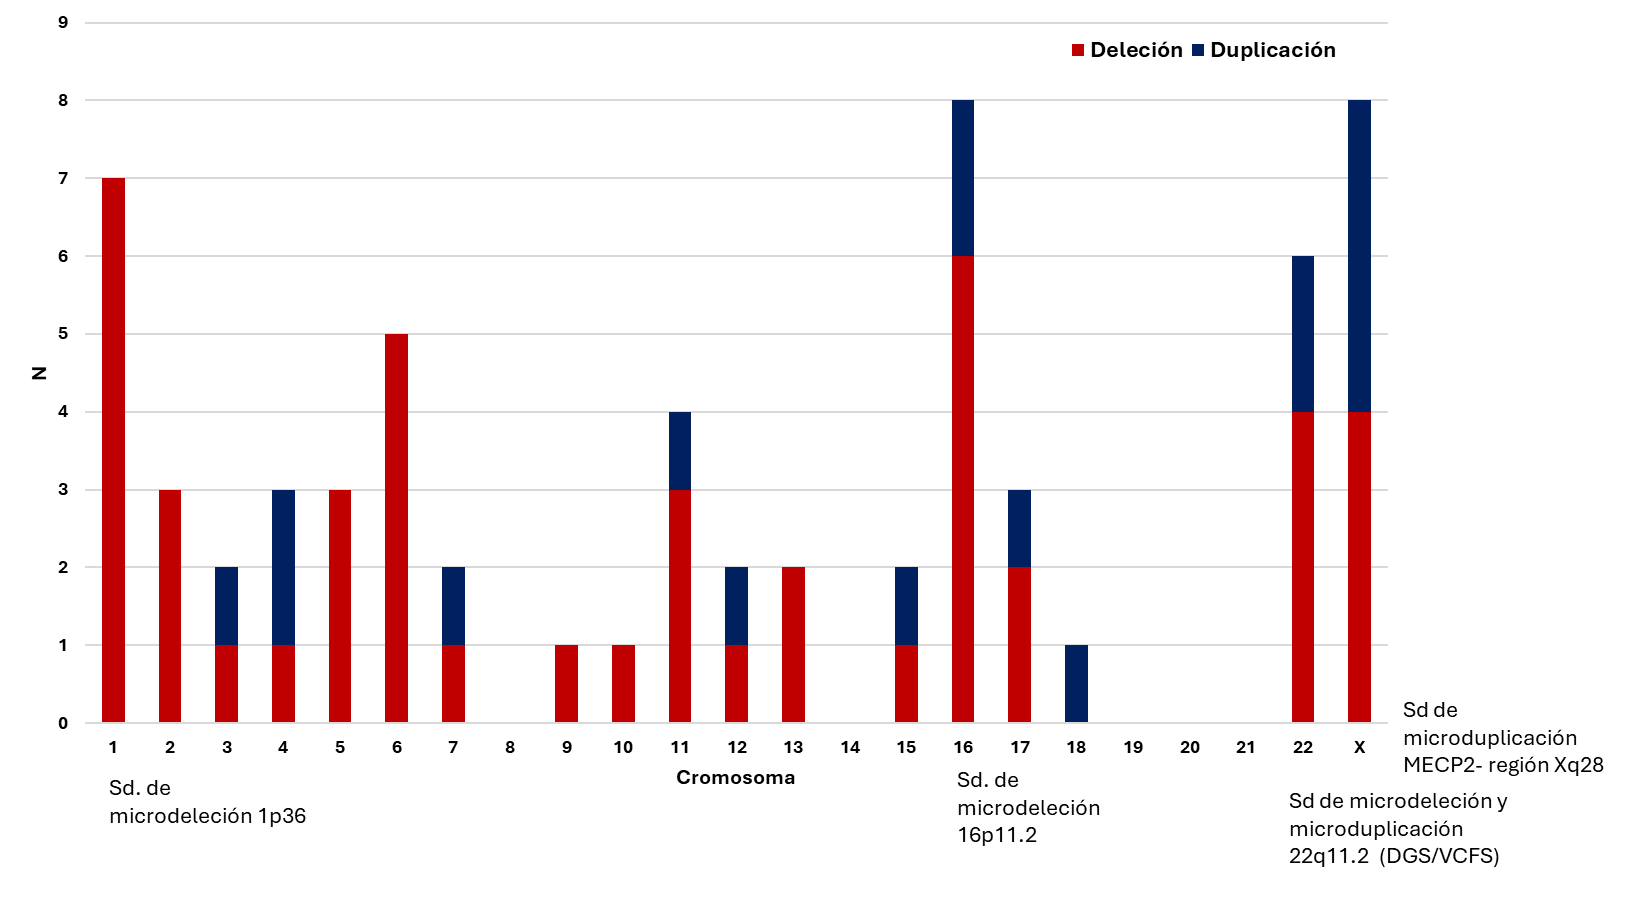 9
Deleción Duplicación
8
7
6
5
N
4
3
2
1
0
1 2 3 4 5 6 7 8 9 10 11 12 13 14 15 16 17 18 19 20 21 22 X
Cromosoma
Sd. de
microdeleción 1p36
Sd. de
microdeleción
16p11.2
Sd de
microduplicación
MECP2- región Xq28
Sd de microdeleción y
microduplicación
22q11.2 (DGS/VCFS)